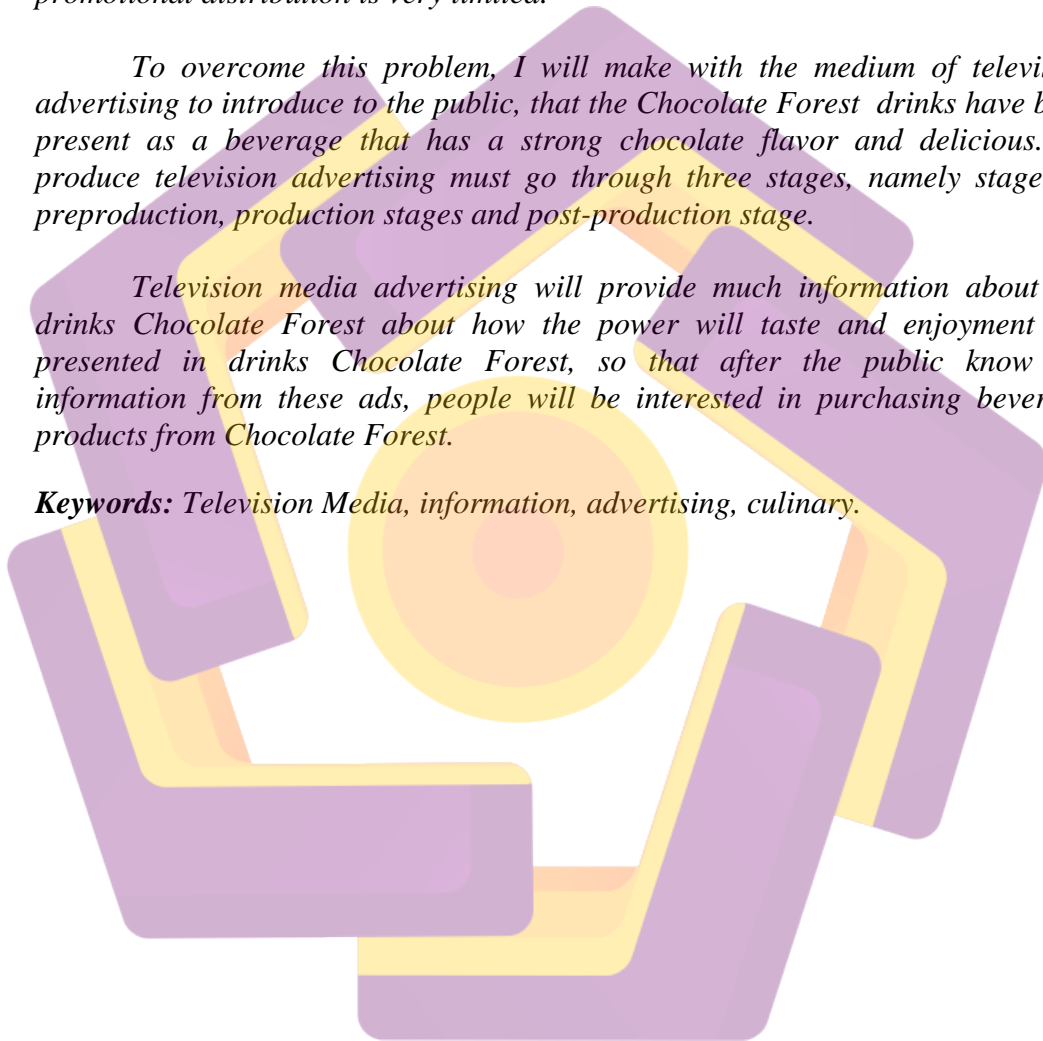 promotional distribution is very limited.
To overcome this problem, I will make with the medium of
advertising to introduce to the public, that the Chocolate Forest drinks have
present as a beverage that has a strong chocolate flavor and delicious.
produce television advertising must go through three stages, namely stage
preproduction, production stages and post-production stage.
Television media advertising will provide much information about
drinks Chocolate Forest about how the power will taste and enjoyment
presented in drinks Chocolate Forest, so that after the public know
information from these ads, people will be interested in purchasing
products from Chocolate Forest.
Keywords: Television Media, information, advertising, culinary.